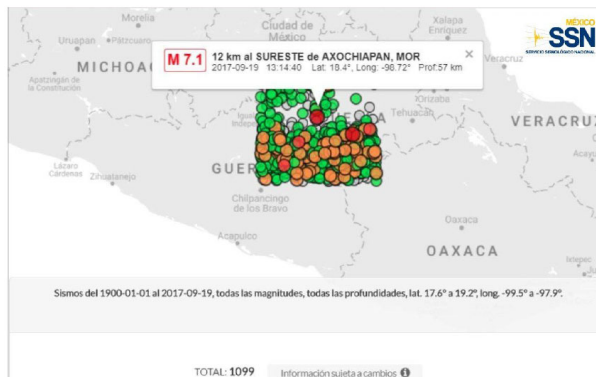 Morelia
Ciudad de
México
Xalapa
Enríquez
MÉXICO
SSN
SERVICIO SISMOLÓGICO NACIONAL
Uruapan
Pátzcuaro
MICHOAC
M 7.1
12 km al SURESTE de AXOCHIAPAN, MOR
×
2017-09-19 13:14:40 Lat: 18.4°, Long: -98.72° Prof:57 km
Veracruz
Apatzingán de
la Constitución
Orizaba
Tehuacán
VERACRUZ
Lázaro
Cárdenas
Zihuatanejo
GUER
Chilpancingo
de los Bravo
Acapulco
Oaxaca
OAXACA
Sismos del 1900-01-01 al 2017-09-19, todas las magnitudes, todas las profundidades, lat. 17.6° a 19.2°, long. -99.5° a -97.9°.
TOTAL: 1099 Información sujeta a cambios